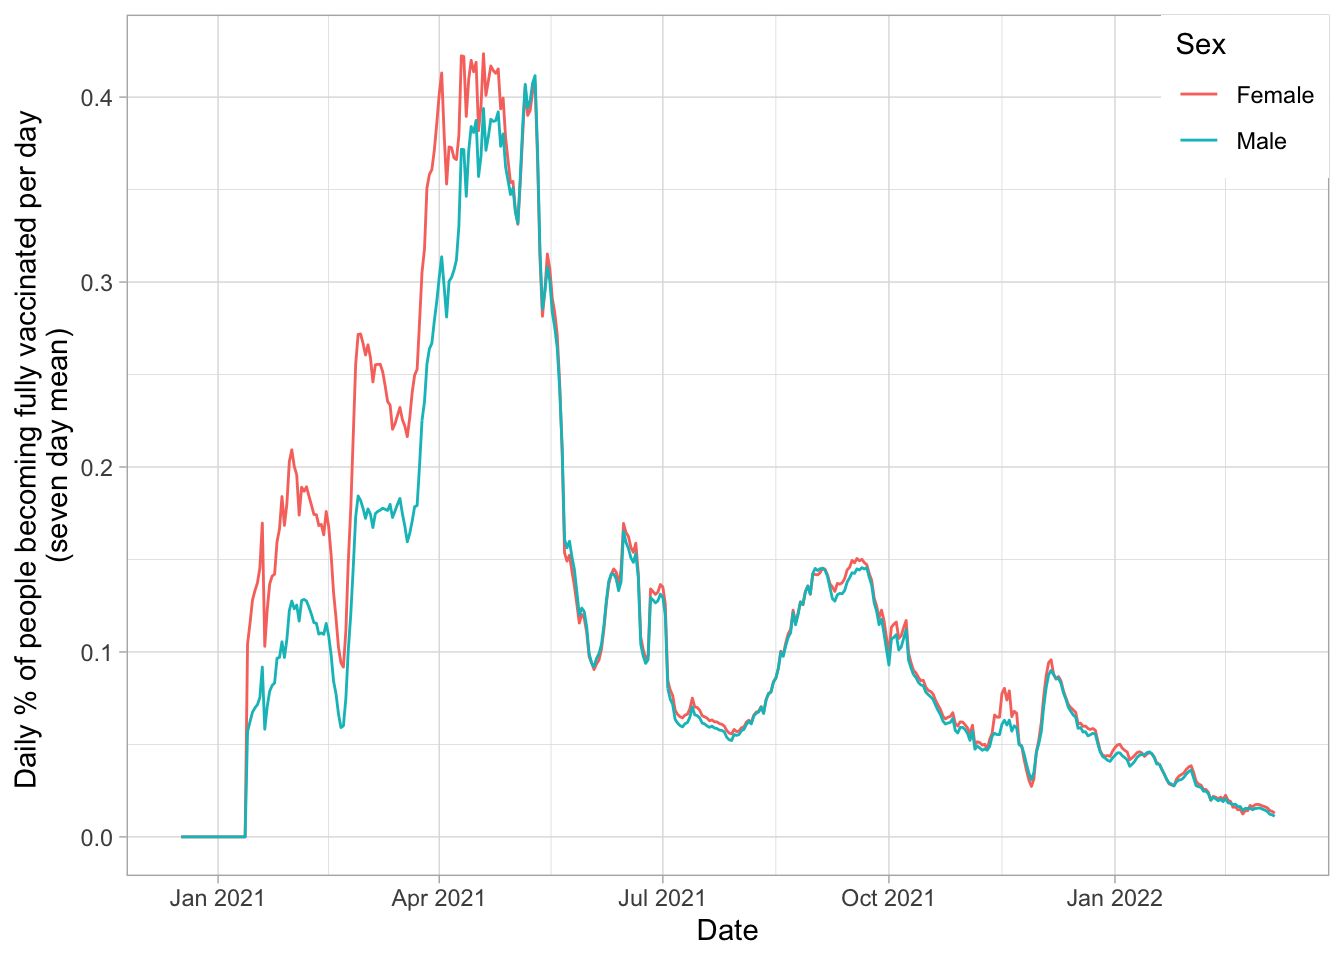 Sex
Female
Male
Daily % of people becoming fully vaccinated per day
(seven day mean)
0.4
0.3
0.2
0.1
0.0
Jan 2021
Apr 2021
Jul 2021
Oct 2021
Jan 2022
Date